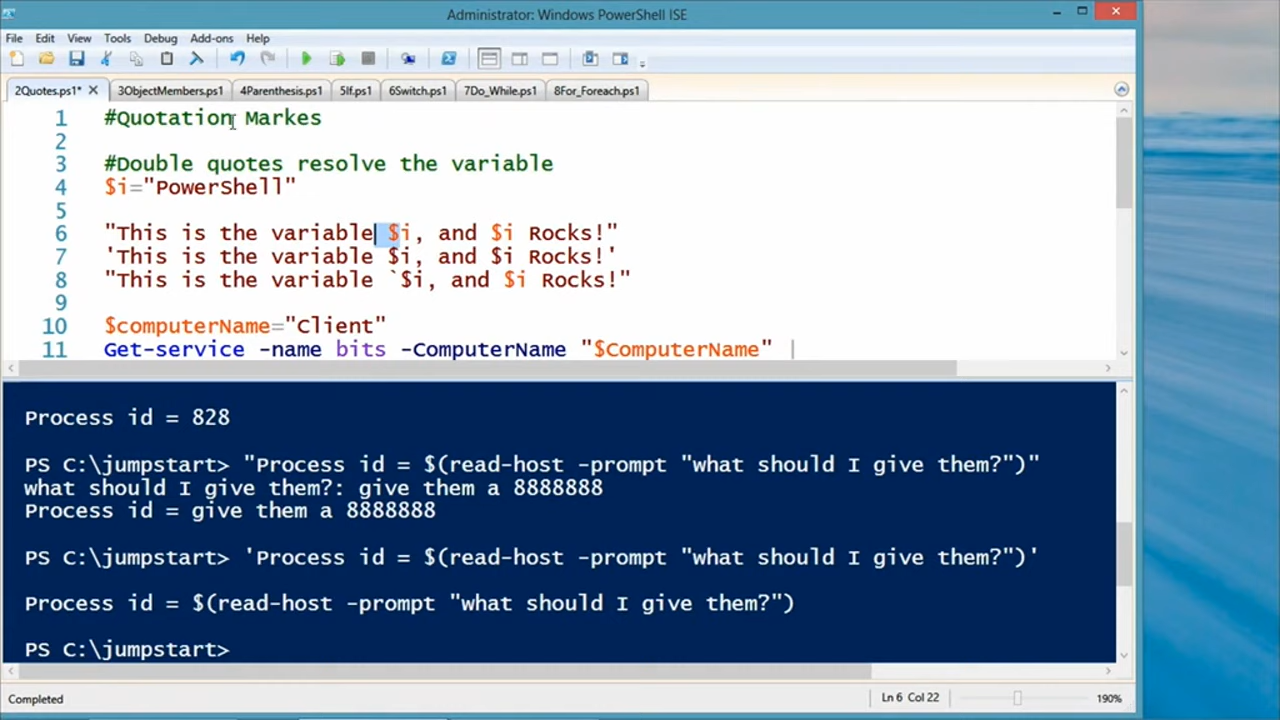 Administrator: Windows PowerShell ISE
File Edit View Tools Debug Add-ons Help
2Quotes.ps1* 3ObjectMembers.ps1 4Parenthesis.ps1 5If.ps1 6Switch.ps1 7Do_While.ps1 8For_Foreach.ps1
1 #Quotation Markes
2
3 #Double quotes resolve the variable
4 $i="PowerShell"
5
6 "This is the variable $i, and $i Rocks!"
7 'This is the variable $i, and $i Rocks!'
8 "This is the variable `$i, and $i Rocks!"
9
10 $computerName="Client"
11 Get-service -name bits -ComputerName "$ComputerName" |
Process id = 828
PS C:\jumpstart> "Process id = $(read-host -prompt "what should I give them?")"
what should I give them?: give them a 8888888
Process id = give them a 8888888
PS C:\jumpstart> 'Process id = $(read-host -prompt "what should I give them?")'
Process id = $(read-host -prompt "what should I give them?")
PS C:\jumpstart>
Completed Ln 6 Col 22 190%